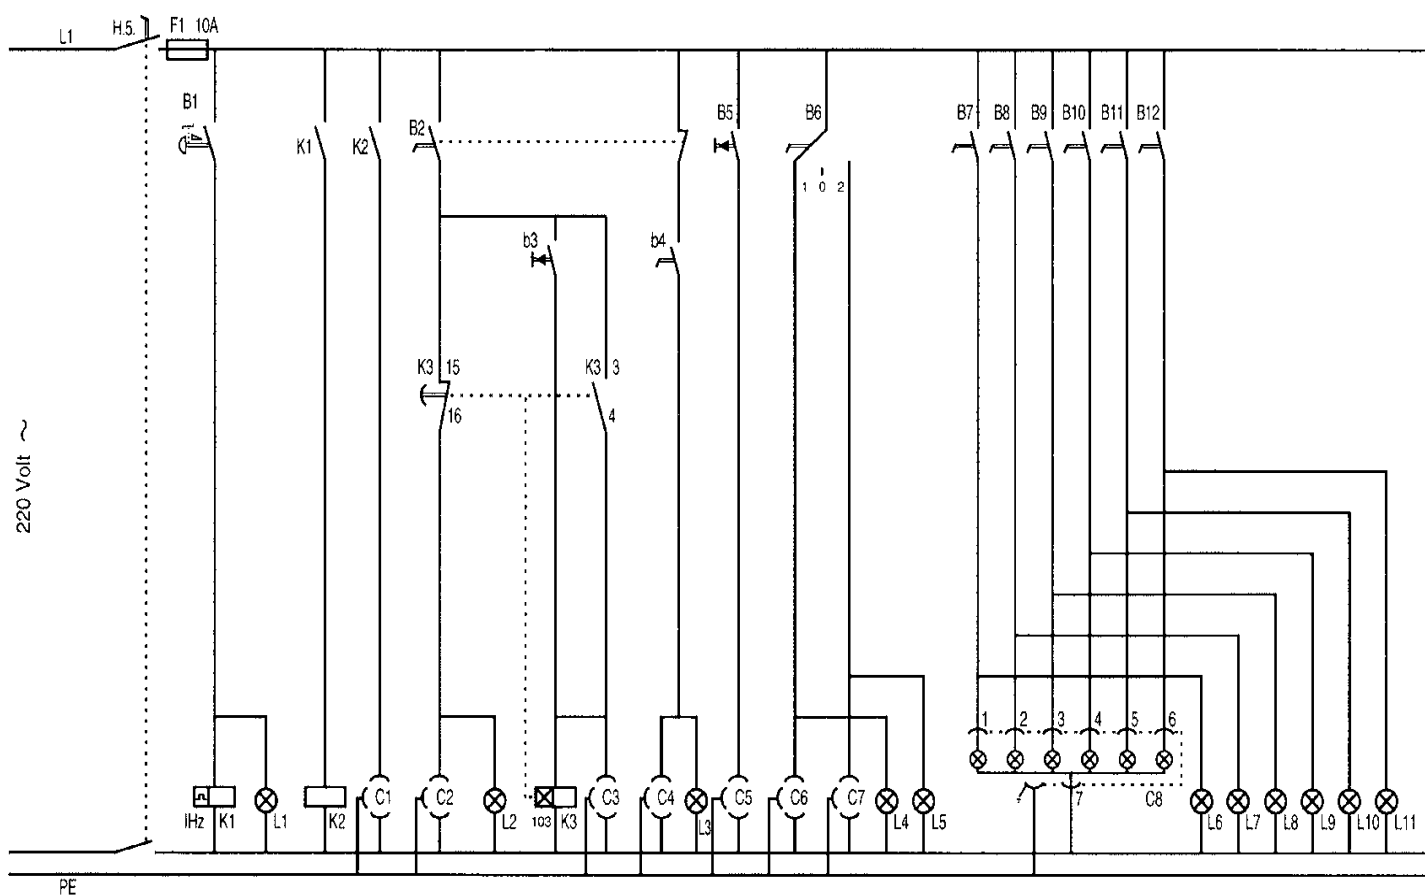 L1 H.5. F1 10A
B1 K1 K2 B2 B5 B6 B7 B8 B9 B10 B11 B12
1 0 2
b3 b4
K3 15 K3 3
16 4
220 Volt ~
1 2 3 4 5 6
7
iHz K1 L1 K2 C1 C2 L2 103 K3 C3 C4 L3 C5 C6 C7 L4 L5 C8 L6 L7 L8 L9 L10 L11
PE